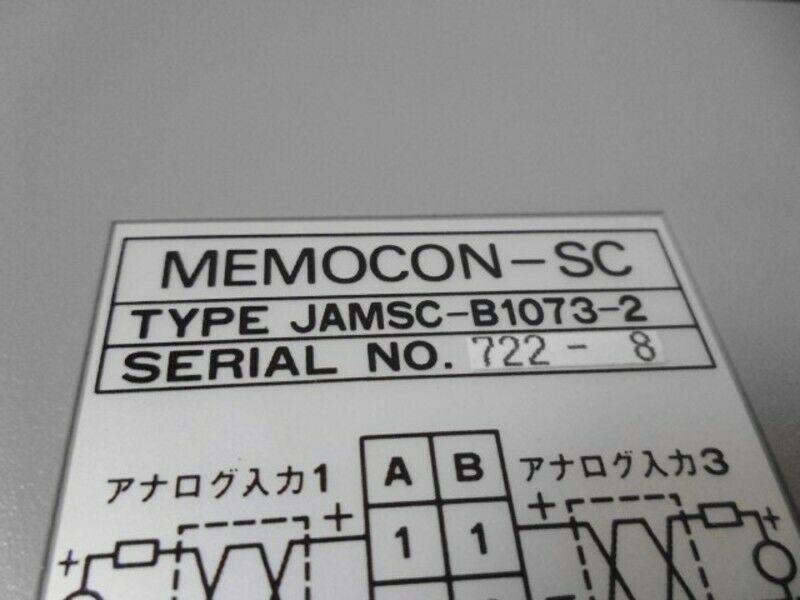 MEMOCON-SC
TYPE JAMSC-B1073-2
SERIAL NO. 722 - 8
アナログ入力1 A B アナログ入力3
+ 1 1 +
+ +